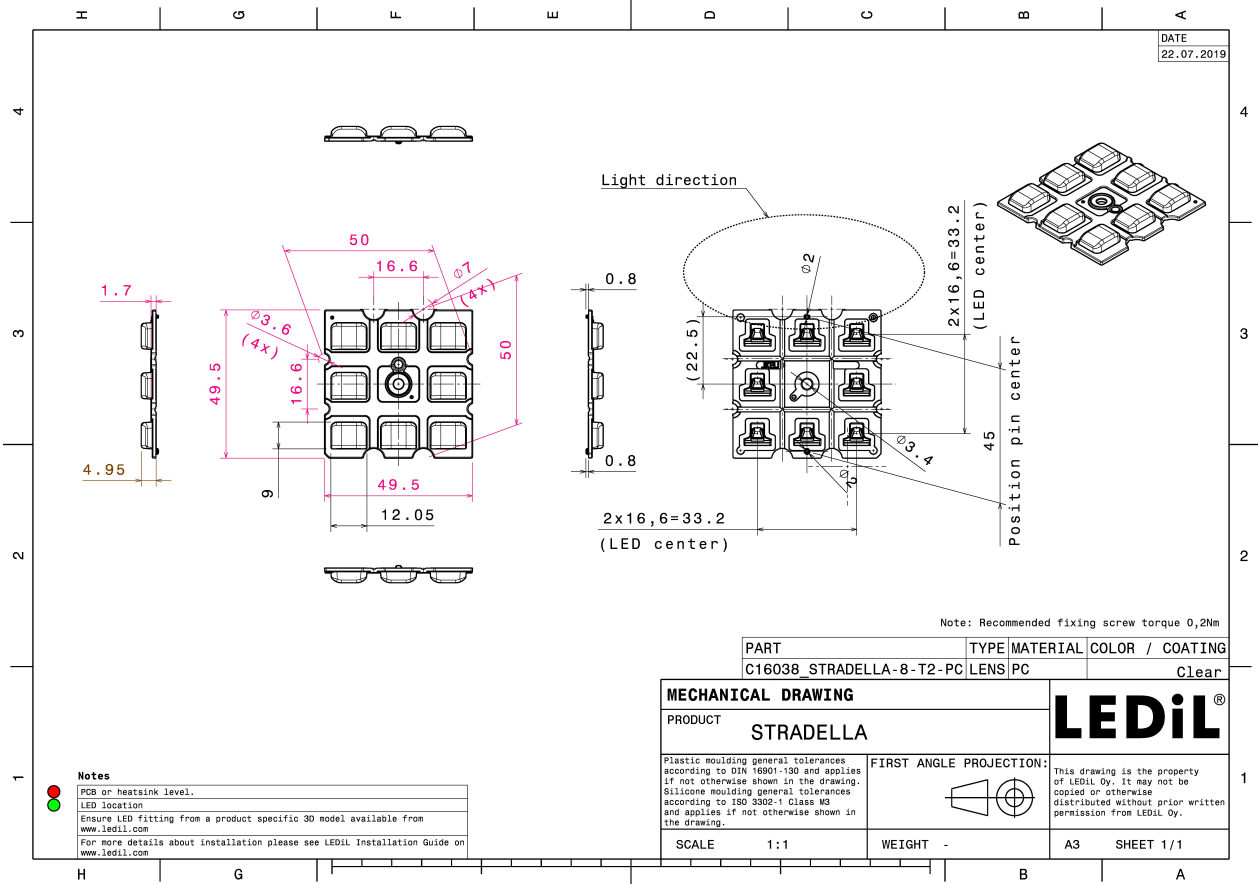 H G F E D C B A
DATE
22.07.2019
4 4
Light direction
50
16.6
Ø7
(4x)
Ø2
2x16,6=33.2
(LED center)
1.7
0.8
Ø3.6
(4x)
3 3
49.5
16.6
50
(22.5)
45
Position pin center
4.95
0.8
Ø3.4
Ø2
9
49.5
12.05
2x16,6=33.2
(LED center)
2 2
Note: Recommended fixing screw torque 0,2Nm
PART TYPE MATERIAL COLOR / COATING
C16038_STRADELLA-8-T2-PC LENS PC Clear
MECHANICAL DRAWING
PRODUCT
STRADELLA
LEDiL®
Plastic moulding general tolerances
according to DIN 16901-130 and applies
if not otherwise shown in the drawing.
Silicone moulding general tolerances
according to ISO 3302-1 Class M3
and applies if not otherwise shown in
the drawing.
FIRST ANGLE PROJECTION:
This drawing is the property
of LEDiL Oy. It may not be
copied or otherwise
distributed without prior written
permission from LEDiL Oy.
1 1
Notes
PCB or heatsink level.
LED location
Ensure LED fitting from a product specific 3D model available from
www.ledil.com
For more details about installation please see LEDiL Installation Guide on
www.ledil.com
SCALE 1:1 WEIGHT - A3 SHEET 1/1
H G B A